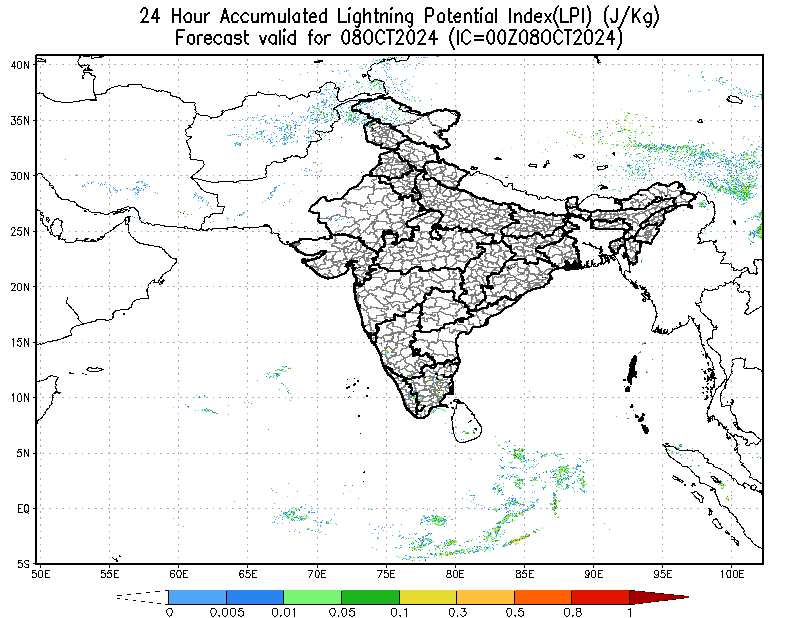 24 Hour Accumulated Lightning Potential Index(LPI) (J/Kg)
Forecast valid for 08OCT2024 (IC=00Z08OCT2024)
40N
35N
30N
25N
20N
15N
10N
5N
EQ
5S
50E 55E 60E 65E 70E 75E 80E 85E 90E 95E 100E
0 0.005 0.01 0.05 0.1 0.3 0.5 0.8 1